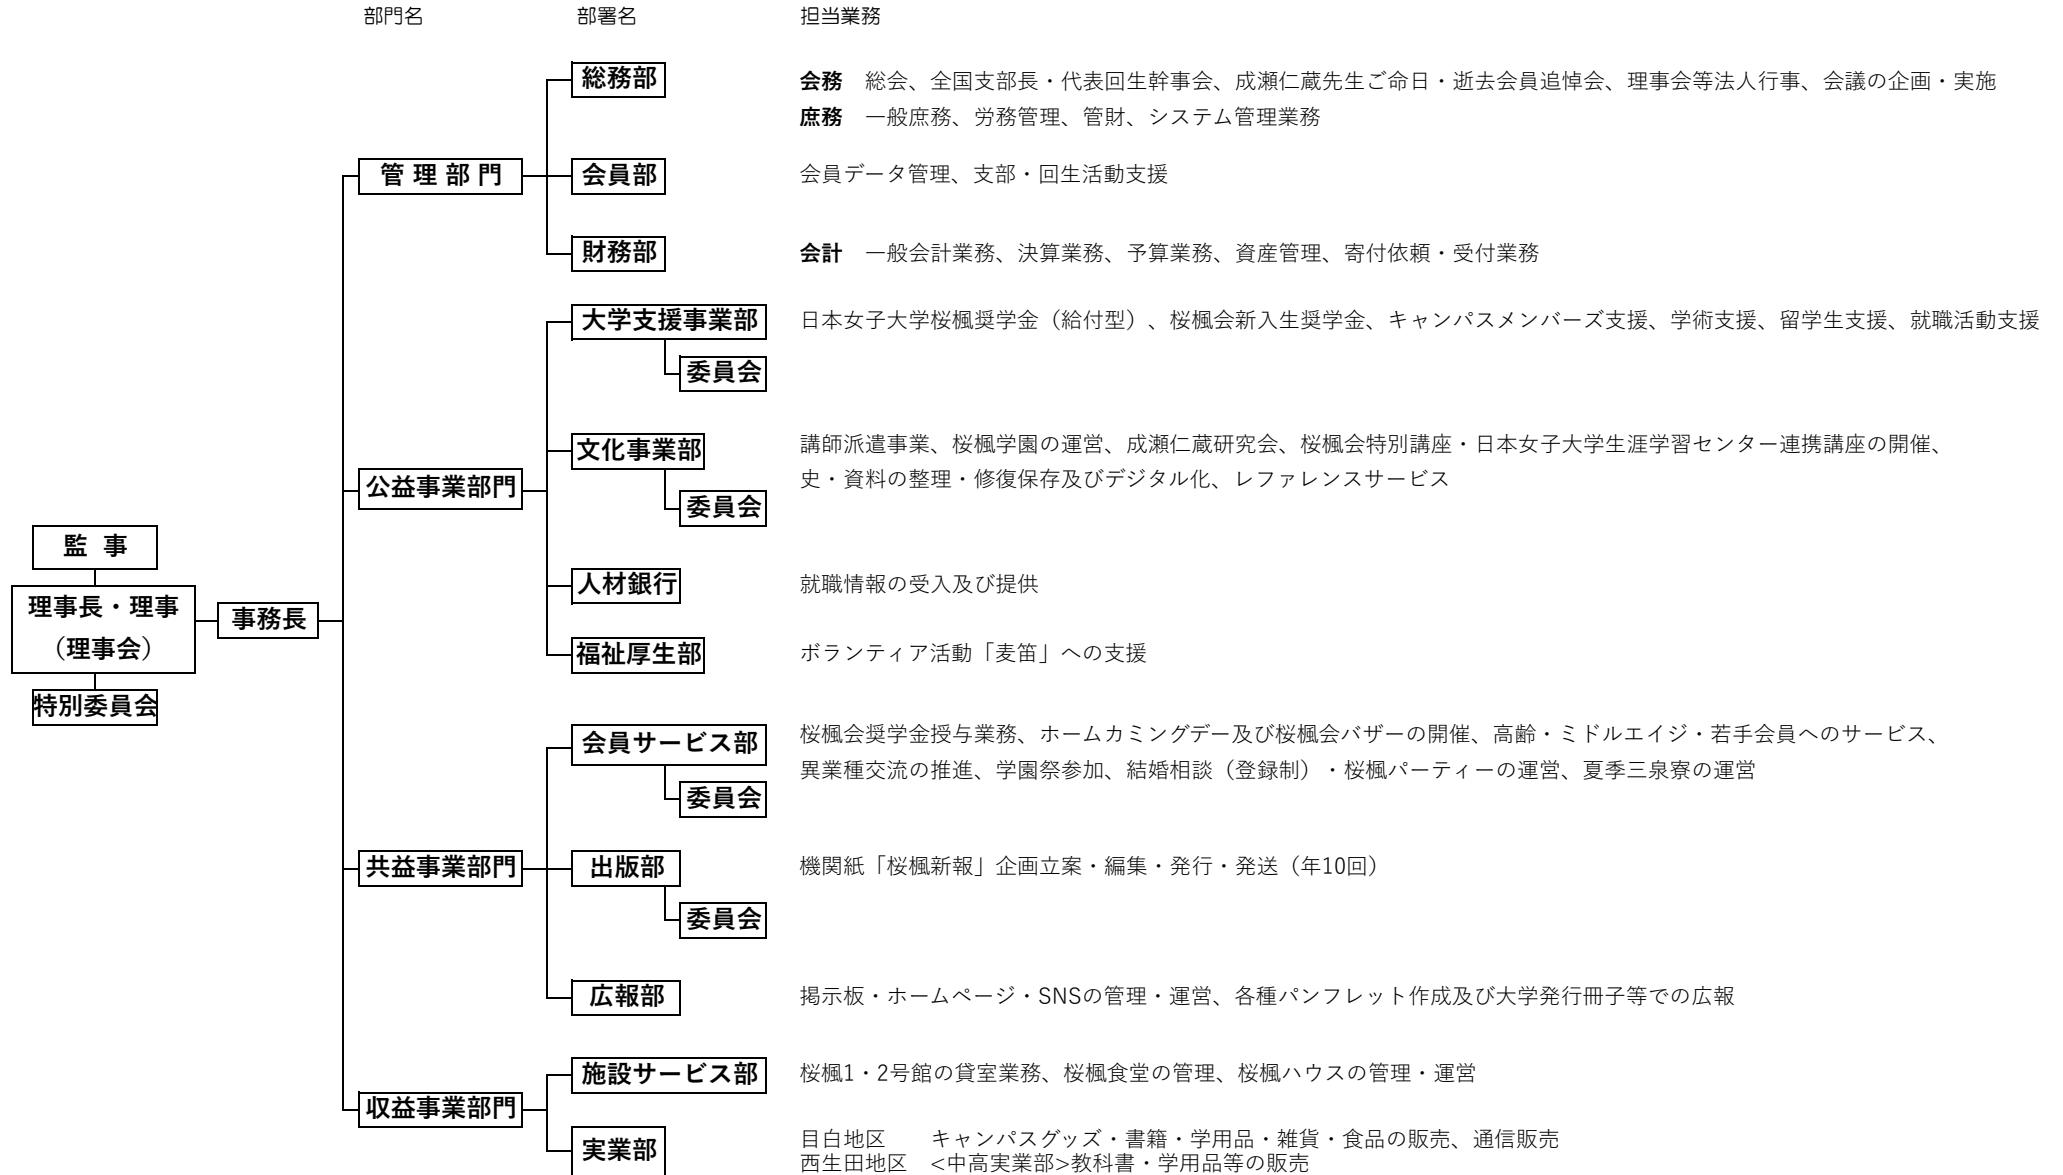 部門名 部署名 担当業務
総務部 会務 総会、全国支部長・代表回生幹事会、成瀬仁蔵先生ご命日・逝去会員追悼会、理事会等法人行事、会議の企画・実施
庶務 一般庶務、労務管理、管財、システム管理業務
管理部門 会員部 会員データ管理、支部・回生活動支援
財務部 会計 一般会計業務、決算業務、予算業務、資産管理、寄付依頼・受付業務
大学支援事業部 日本女子大学桜楓奨学金（給付型）、桜楓会新入生奨学金、キャンパスメンバーズ支援、学術支援、留学生支援、就職活動支援
委員会
文化事業部 講師派遣事業、桜楓学園の運営、成瀬仁蔵研究会、桜楓会特別講座・日本女子大学生涯学習センター連携講座の開催、
史・資料の整理・修復保存及びデジタル化、レファレンスサービス
公益事業部門
委員会
監事
人材銀行 就職情報の受入及び提供
理事長・理事
事務長
（理事会）
福祉厚生部 ボランティア活動「麦笛」への支援
特別委員会
会員サービス部 桜楓会奨学金授与業務、ホームカミングデー及び桜楓会バザーの開催、高齢・ミドルエイジ・若手会員へのサービス、
異業種交流の推進、学園祭参加、結婚相談（登録制）・桜楓パーティーの運営、夏季三泉寮の運営
委員会
共益事業部門 出版部 機関紙「桜楓新報」企画立案・編集・発行・発送（年10回）
委員会
広報部 掲示板・ホームページ・SNSの管理・運営、各種パンフレット作成及び大学発行冊子等での広報
施設サービス部 桜楓1・2号館の貸室業務、桜楓食堂の管理、桜楓ハウスの管理・運営
収益事業部門
実業部 目白地区 キャンパスグッズ・書籍・学用品・雑貨・食品の販売、通信販売
西生田地区 <中高実業部>教科書・学用品等の販売